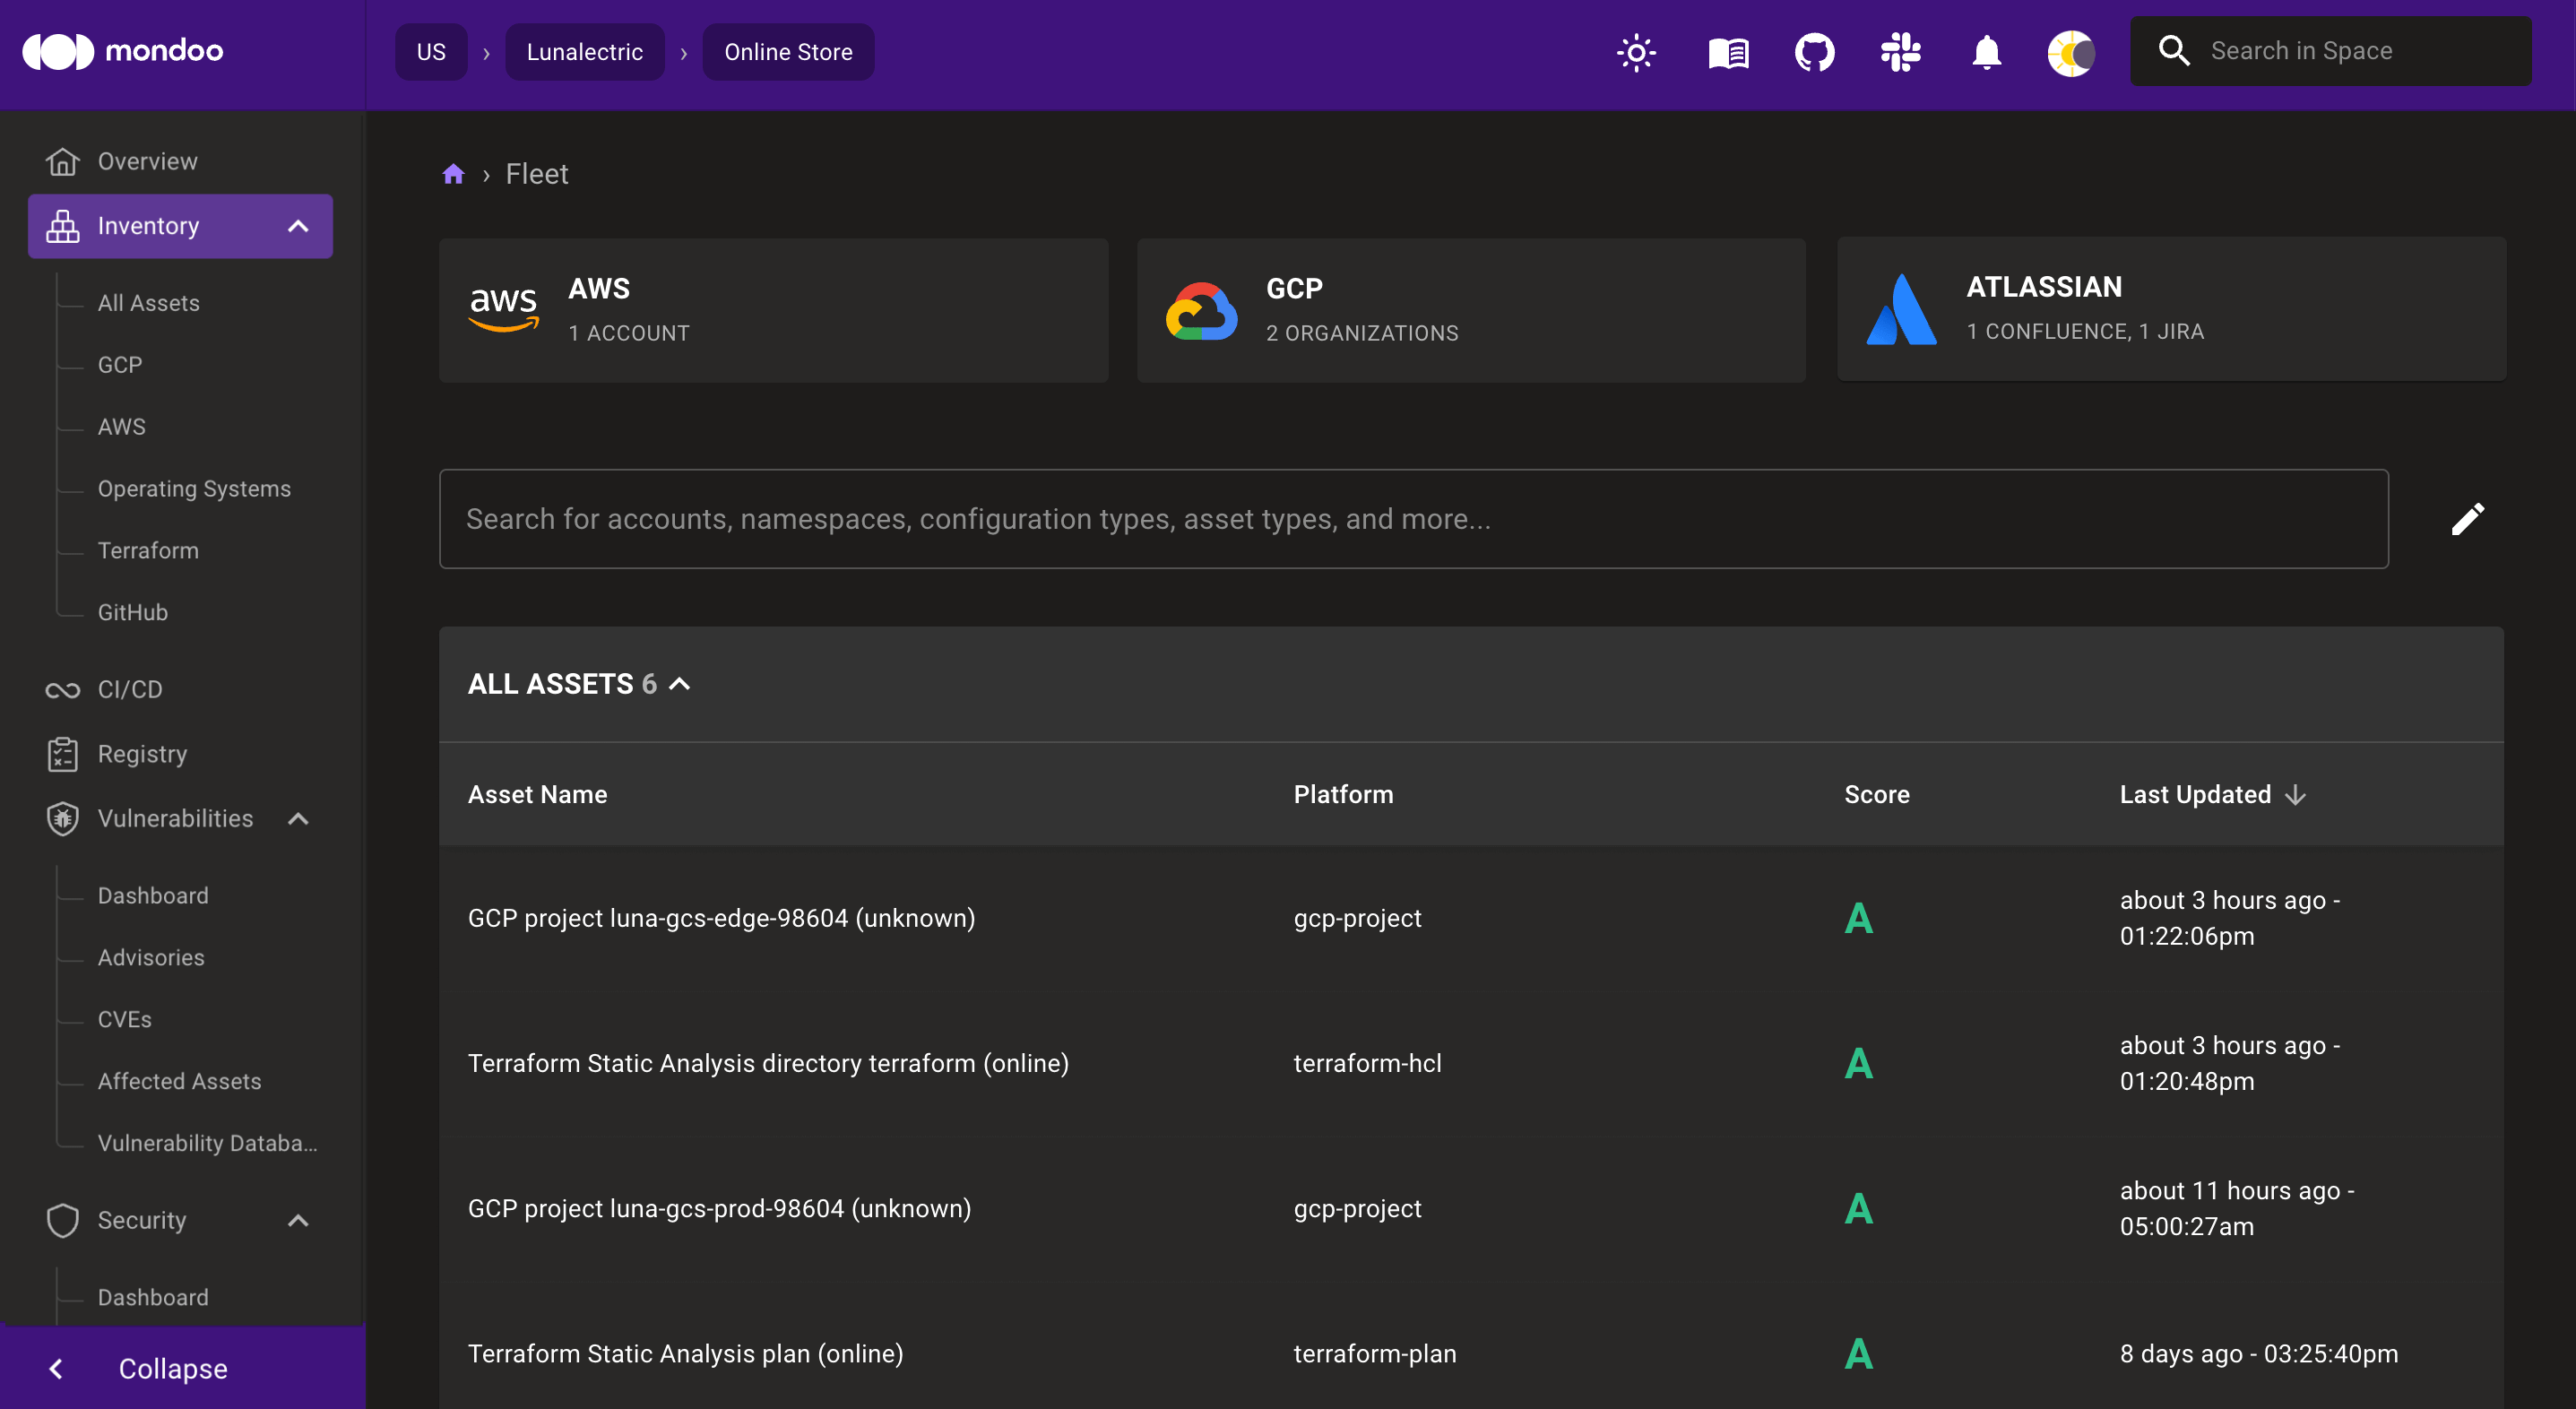 mondoo
US › Lunalectric › Online Store
Search in Space
Overview
Inventory
All Assets
GCP
AWS
Operating Systems
Terraform
GitHub
CI/CD
Registry
Vulnerabilities
Dashboard
Advisories
CVEs
Affected Assets
Vulnerability Databa...
Security
Dashboard
Collapse
› Fleet
aws
AWS
1 ACCOUNT
GCP
2 ORGANIZATIONS
ATLASSIAN
1 CONFLUENCE, 1 JIRA
Search for accounts, namespaces, configuration types, asset types, and more...
ALL ASSETS 6
Asset Name Platform Score Last Updated
GCP project luna-gcs-edge-98604 (unknown) gcp-project A about 3 hours ago -
01:22:06pm
Terraform Static Analysis directory terraform (online) terraform-hcl A about 3 hours ago -
01:20:48pm
GCP project luna-gcs-prod-98604 (unknown) gcp-project A about 11 hours ago -
05:00:27am
Terraform Static Analysis plan (online) terraform-plan A 8 days ago - 03:25:40pm